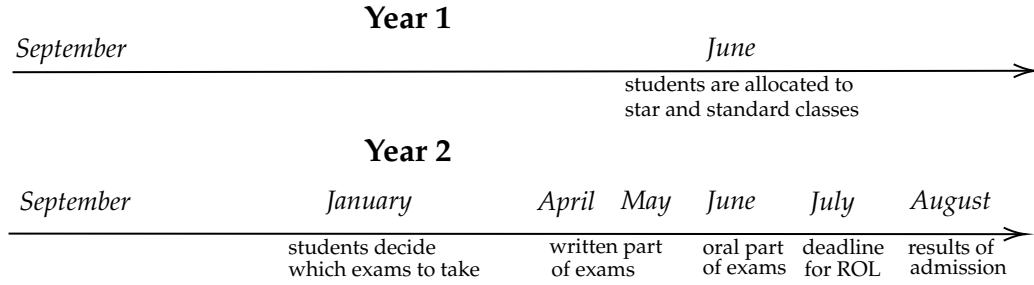 Year 1
September June
students are allocated to
star and standard classes
Year 2
September January April May June July August
students decide written part oral part deadline results of
which exams to take of exams of exams for ROL admission